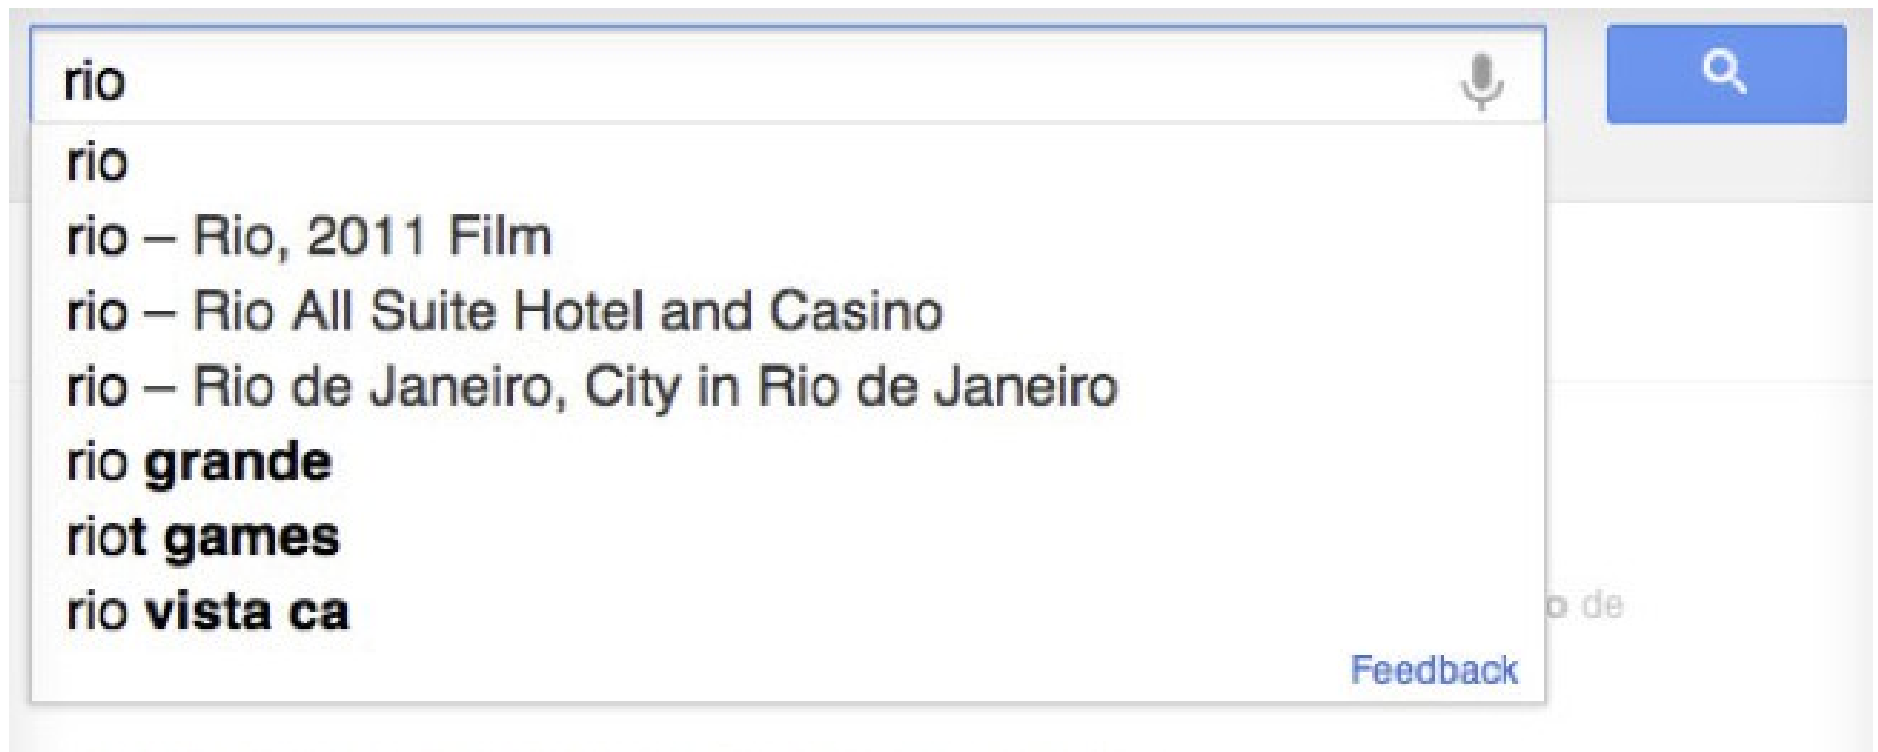 rio
rio
rio – Rio, 2011 Film
rio – Rio All Suite Hotel and Casino
rio – Rio de Janeiro, City in Rio de Janeiro
rio grande
riot games
rio vista ca
o de
Feedback